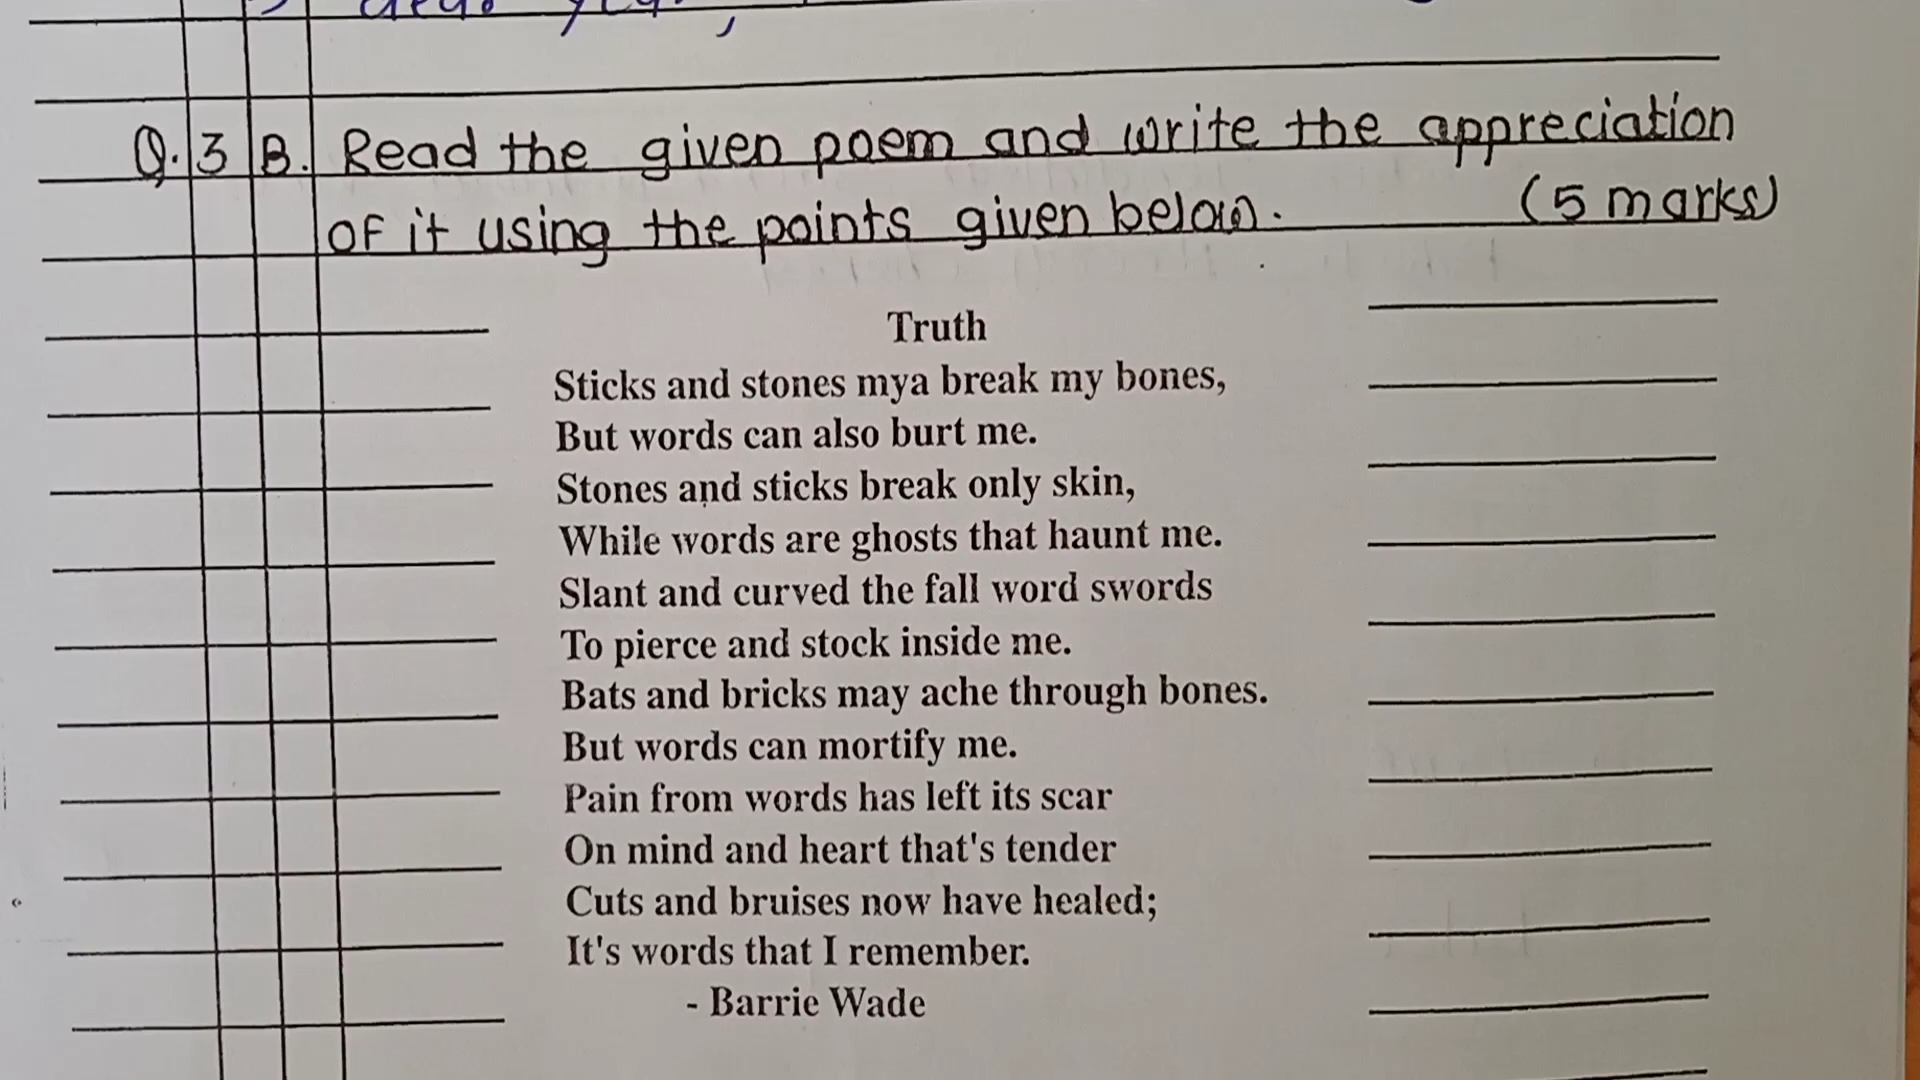 Q. 3 B. Read the given poem and write the appreciation
of it using the points given below. (5 marks)
Truth
Sticks and stones mya break my bones,
But words can also burt me.
Stones and sticks break only skin,
While words are ghosts that haunt me.
Slant and curved the fall word swords
To pierce and stock inside me.
Bats and bricks may ache through bones.
But words can mortify me.
Pain from words has left its scar
On mind and heart that's tender
Cuts and bruises now have healed;
It's words that I remember.
- Barrie Wade